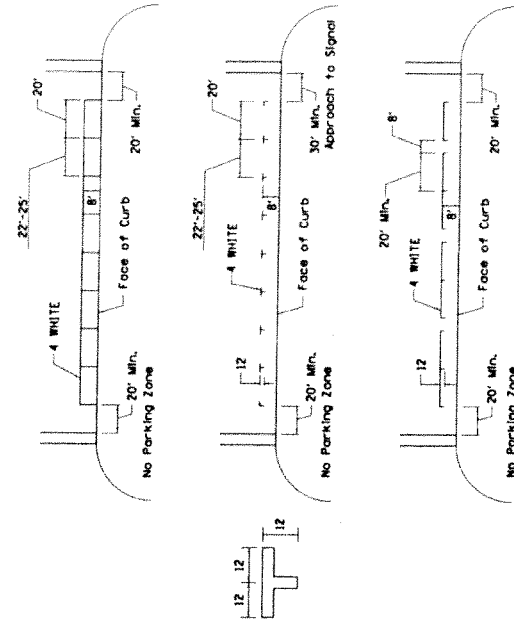 22'-25'
20'
4 WHITE
8'
20' Min.
20' Min.
Face of Curb
No Parking Zone
22'-25'
20'
4 WHITE
12
8'
20' Min.
30' Min.
Approach to Signal
Face of Curb
No Parking Zone
12
12
12
20' Min.
8'
4 WHITE
12
8'
20' Min.
20' Min.
Face of Curb
No Parking Zone